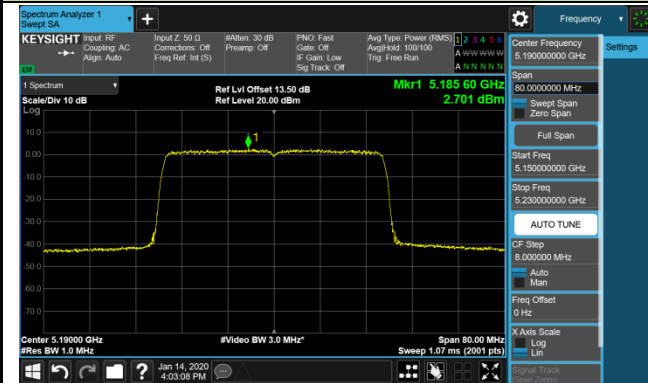 Spectrum Analyzer 1
Swept SA
+
Frequency
KEYSIGHT
Input: RF
Coupling: AC
Align: Auto
Input Z: 50 Ω
Corrections: Off
Freq Ref: Int (S)
#Atten: 30 dB
Preamp: Off
PNO: Fast
Gate: Off
IF Gain: Low
Sig Track: Off
Avg Type: Power (RMS)
Avg|Hold: 100/100
Trig: Free Run
1 2 3 4 5 6
A W W W W W
A N N N N N
LXI
1 Spectrum
Scale/Div 10 dB
Log
Ref Lvl Offset 13.50 dB
Ref Level 20.00 dBm
Mkr1 5.185 60 GHz
2.701 dBm
10.0
0.00
-10.0
-20.0
-30.0
-40.0
-50.0
-60.0
-70.0
1
Center 5.19000 GHz
#Res BW 1.0 MHz
#Video BW 3.0 MHz*
Span 80.00 MHz
Sweep 1.07 ms (2001 pts)
Jan 14, 2020
4:03:08 PM
?
Center Frequency
5.190000000 GHz
Span
80.0000000 MHz
Swept Span
Zero Span
Full Span
Start Freq
5.150000000 GHz
Stop Freq
5.230000000 GHz
AUTO TUNE
CF Step
8.000000 MHz
Auto
Man
Freq Offset
0 Hz
X Axis Scale
Log
Lin
Signal Track
(Span Zoom)
Settings